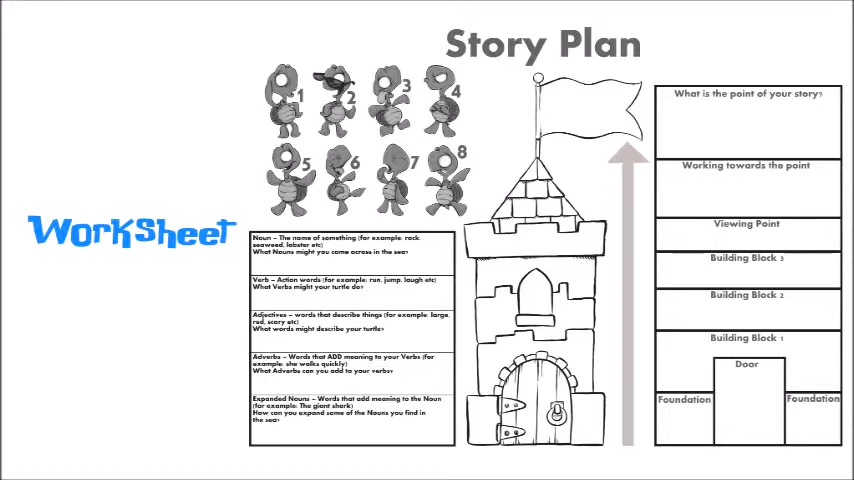 Story Plan
1
2
3
4
5
6
7
8
WorkSheet
Noun – The name of something (for example: rock,
seaweed, lobster etc)
What Nouns might you come across in the sea?
Verb – Action words (for example: run, jump, laugh etc)
What Verbs might your turtle do?
Adjectives – words that describe things (for example: large,
red, scary etc)
What words might describe your turtle?
Adverbs – Words that ADD meaning to your Verbs (for
example: she walks quickly)
What Adverbs can you add to your verbs?
Expanded Nouns – Words that add meaning to the Noun
(for example: The giant shark)
How can you expand some of the Nouns you find in
the sea?
What is the point of your story?
Working towards the point
Viewing Point
Building Block 3
Building Block 2
Building Block 1
Door
Foundation
Foundation